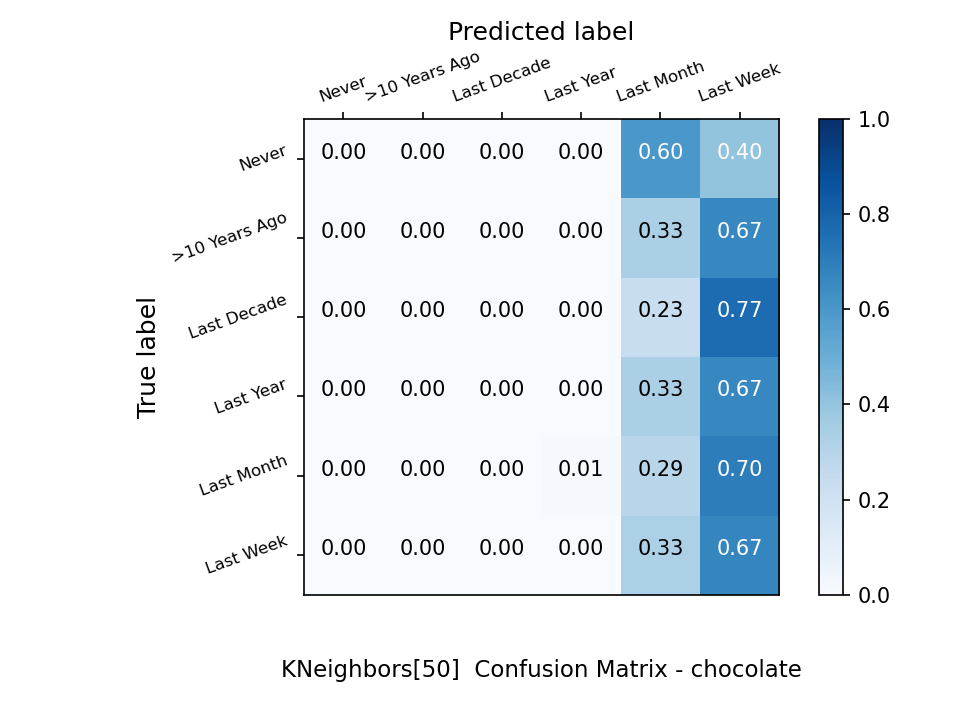 Predicted label
Never >10 Years Ago Last Decade Last Year Last Month Last Week
Never 0.00 0.00 0.00 0.00 0.60 0.40
>10 Years Ago 0.00 0.00 0.00 0.00 0.33 0.67
Last Decade 0.00 0.00 0.00 0.00 0.23 0.77
Last Year 0.00 0.00 0.00 0.00 0.33 0.67
Last Month 0.00 0.00 0.00 0.01 0.29 0.70
Last Week 0.00 0.00 0.00 0.00 0.33 0.67
True label
1.0
0.8
0.6
0.4
0.2
0.0
KNeighbors[50]  Confusion Matrix - chocolate